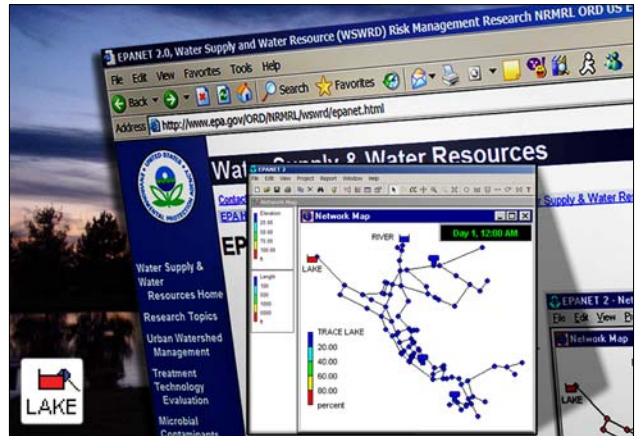 EPANET 2.0, Water Supply and Water Resource (WSWRD) Risk Management Research NRMRL ORD US E
File Edit View Favorites Tools Help
Back Search Favorites
Address http://www.epa.gov/ORD/NRMRL/wswrd/epanet.html
Water Supply & Water Resources
Contac
EPA N
Supply & Water Re
EP
EPANET 2
File Edit View Project Report Window Help
Network Map
Elevation
25.00
50.00
75.00
100.00
ft
Length
100
500
1000
5000
ft
Network Map
Day 1, 12:00 AM
RIVER
LAKE
TRACE LAKE
20.00
40.00
60.00
80.00
percent
Water Supply &
Water
Resources Home
Research Topics
Urban Watershed
Management
Treatment
Technology
Evaluation
Microbial
Contaminants
EPANET 2 - Ne
File Edit View
Network Map
LAKE
LAKE